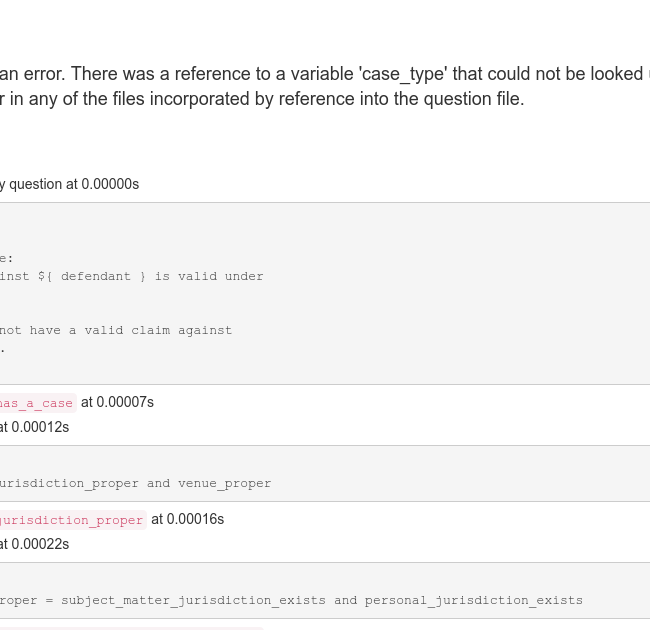 an error. There was a reference to a variable 'case_type' that could not be looked
in any of the files incorporated by reference into the question file.
question at 0.00000s
e:
inst ${ defendant } is valid under
not have a valid claim against
.
has_a_case at 0.00007s
at 0.00012s
urisdiction_proper and venue_proper
jurisdiction_proper at 0.00016s
at 0.00022s
roper = subject_matter_jurisdiction_exists and personal_jurisdiction_exists